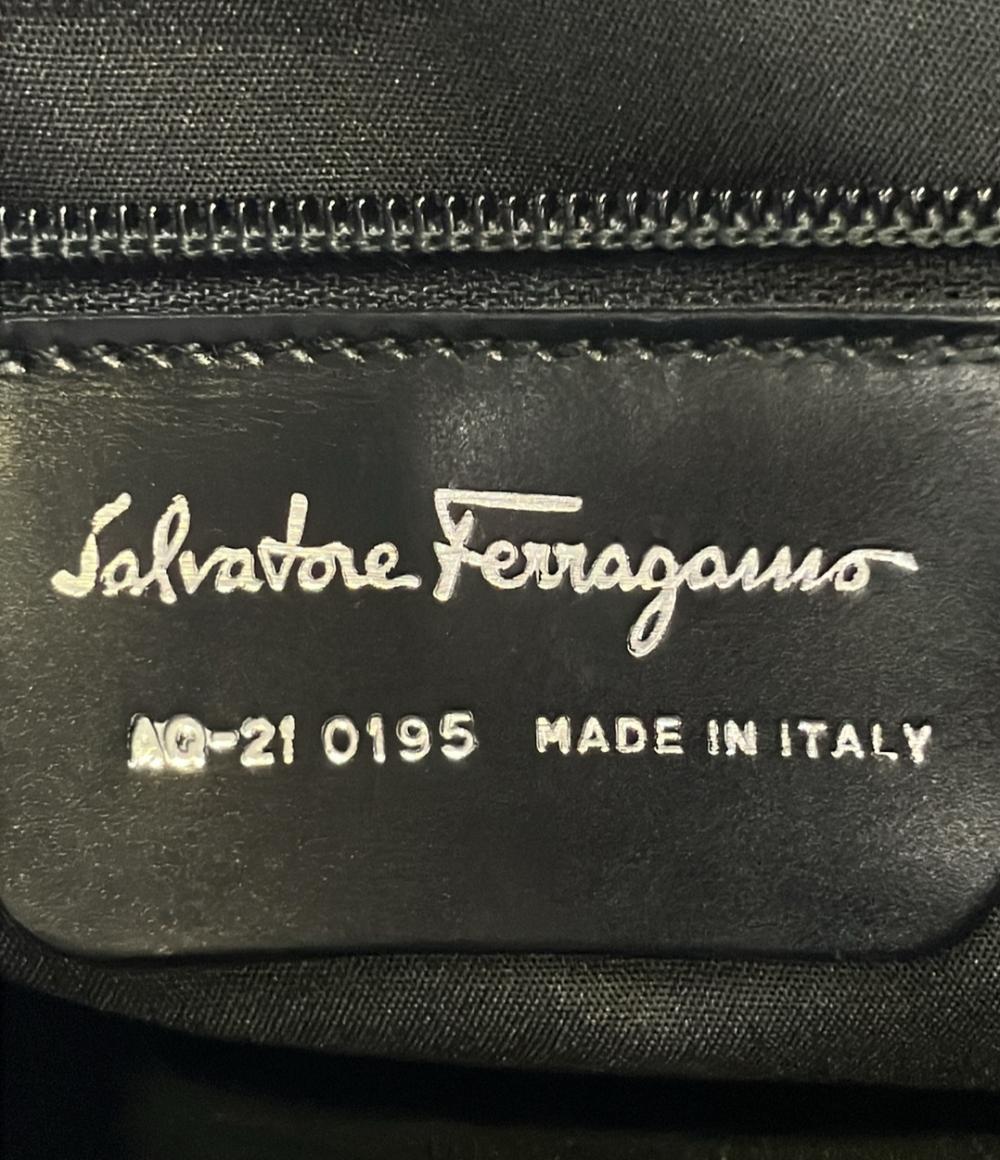 Salvatore Ferragamo
AQ-21 0195 MADE IN ITALY